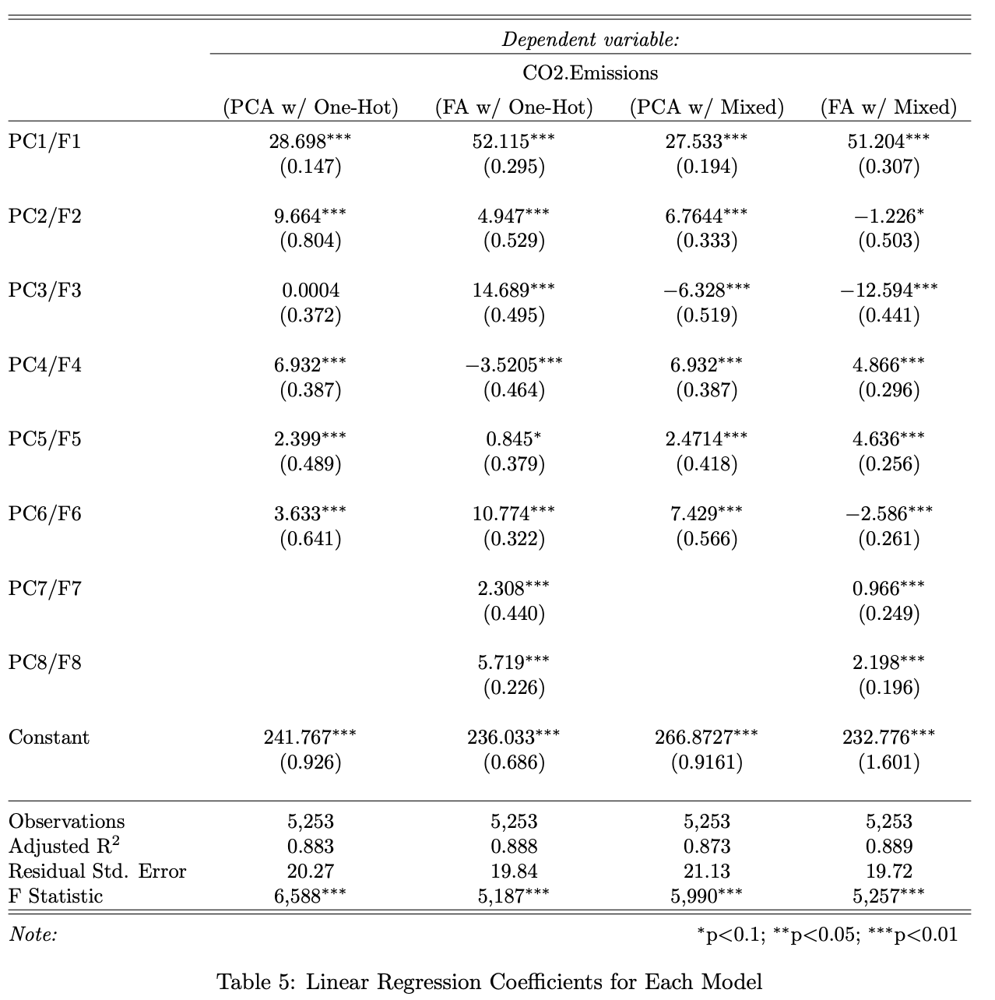 Dependent variable:
CO2.Emissions
(PCA w/ One-Hot) (FA w/ One-Hot) (PCA w/ Mixed) (FA w/ Mixed)
PC1/F1 28.698*** 52.115*** 27.533*** 51.204***
(0.147) (0.295) (0.194) (0.307)
PC2/F2 9.664*** 4.947*** 6.7644*** −1.226*
(0.804) (0.529) (0.333) (0.503)
PC3/F3 0.0004 14.689*** −6.328*** −12.594***
(0.372) (0.495) (0.519) (0.441)
PC4/F4 6.932*** −3.5205*** 6.932*** 4.866***
(0.387) (0.464) (0.387) (0.296)
PC5/F5 2.399*** 0.845* 2.4714*** 4.636***
(0.489) (0.379) (0.418) (0.256)
PC6/F6 3.633*** 10.774*** 7.429*** −2.586***
(0.641) (0.322) (0.566) (0.261)
PC7/F7 2.308*** 0.966***
(0.440) (0.249)
PC8/F8 5.719*** 2.198***
(0.226) (0.196)
Constant 241.767*** 236.033*** 266.8727*** 232.776***
(0.926) (0.686) (0.9161) (1.601)
Observations 5,253 5,253 5,253 5,253
Adjusted R² 0.883 0.888 0.873 0.889
Residual Std. Error 20.27 19.84 21.13 19.72
F Statistic 6,588*** 5,187*** 5,990*** 5,257***
Note: *p<0.1; **p<0.05; ***p<0.01
Table 5: Linear Regression Coefficients for Each Model